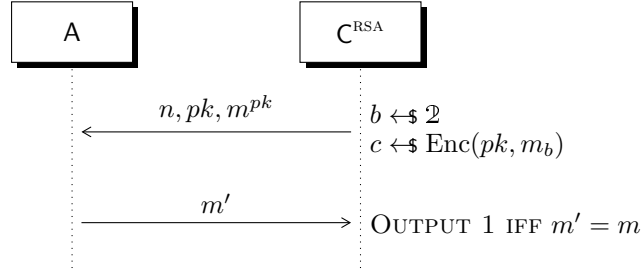 A
C^RSA
n, pk, m^pk
b ←$ 𝟚
c ←$ Enc(pk, m_b)
m′
OUTPUT 1 IFF m′ = m